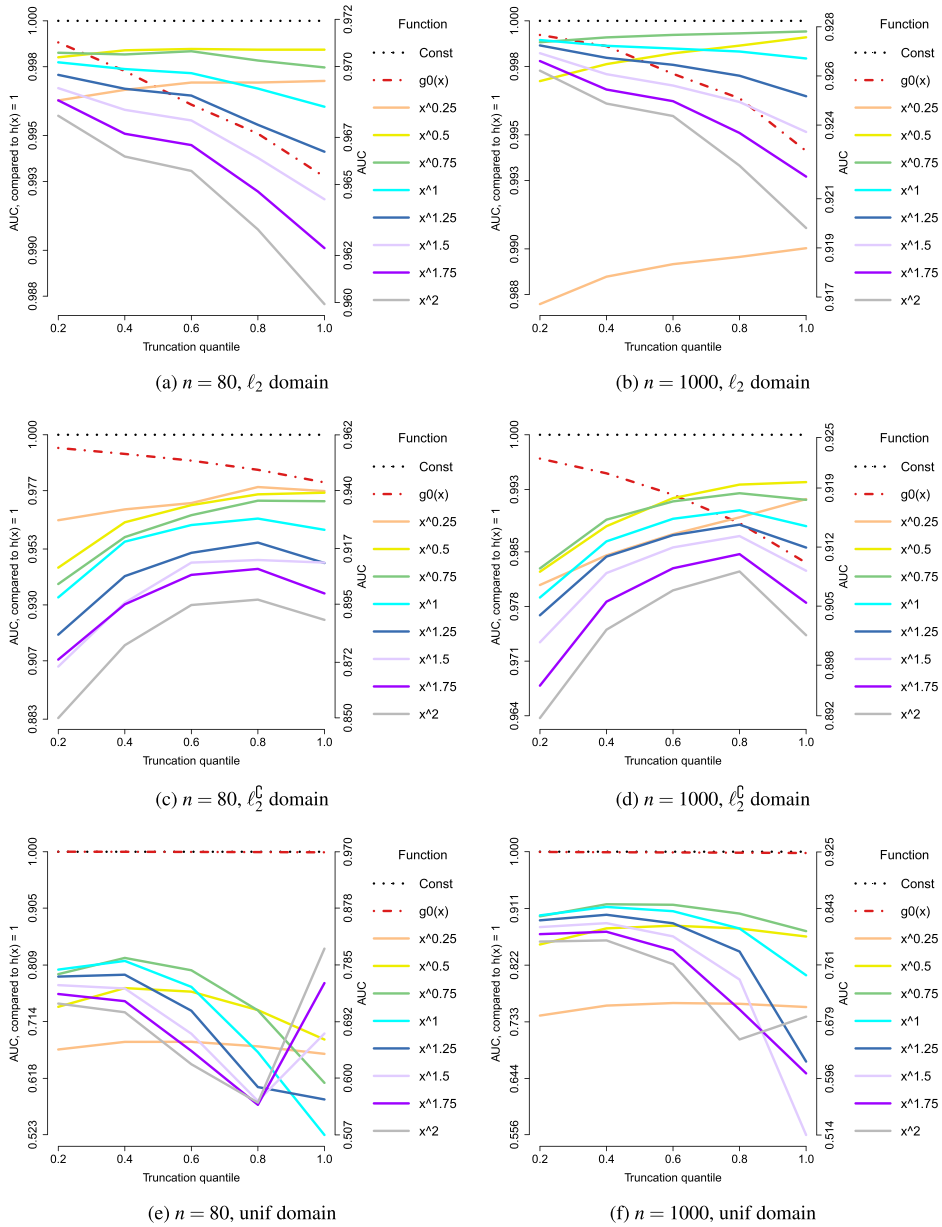 1.000
0.998
0.995
0.993
0.990
0.988
AUC, compared to h(x) = 1
0.2 0.4 0.6 0.8 1.0
Truncation quantile
0.972
0.970
0.967
0.965
0.962
0.960
AUC
Function
Const
g0(x)
x^0.25
x^0.5
x^0.75
x^1
x^1.25
x^1.5
x^1.75
x^2
(a) n = 80, ℓ₂ domain
1.000
0.998
0.995
0.993
0.990
0.988
AUC, compared to h(x) = 1
0.2 0.4 0.6 0.8 1.0
Truncation quantile
0.928
0.926
0.924
0.921
0.919
0.917
AUC
Function
Const
g0(x)
x^0.25
x^0.5
x^0.75
x^1
x^1.25
x^1.5
x^1.75
x^2
(b) n = 1000, ℓ₂ domain
1.000
0.977
0.953
0.930
0.907
0.883
AUC, compared to h(x) = 1
0.2 0.4 0.6 0.8 1.0
Truncation quantile
0.962
0.940
0.917
0.895
0.872
0.850
AUC
Function
Const
g0(x)
x^0.25
x^0.5
x^0.75
x^1
x^1.25
x^1.5
x^1.75
x^2
(c) n = 80, ℓ₂∁ domain
1.000
0.993
0.985
0.978
0.971
0.964
AUC, compared to h(x) = 1
0.2 0.4 0.6 0.8 1.0
Truncation quantile
0.925
0.919
0.912
0.905
0.898
0.892
AUC
Function
Const
g0(x)
x^0.25
x^0.5
x^0.75
x^1
x^1.25
x^1.5
x^1.75
x^2
(d) n = 1000, ℓ₂∁ domain
1.000
0.905
0.809
0.714
0.618
0.523
AUC, compared to h(x) = 1
0.2 0.4 0.6 0.8 1.0
Truncation quantile
0.970
0.878
0.785
0.692
0.600
0.507
AUC
Function
Const
g0(x)
x^0.25
x^0.5
x^0.75
x^1
x^1.25
x^1.5
x^1.75
x^2
(e) n = 80, unif domain
1.000
0.911
0.822
0.733
0.644
0.556
AUC, compared to h(x) = 1
0.2 0.4 0.6 0.8 1.0
Truncation quantile
0.925
0.843
0.761
0.679
0.596
0.514
AUC
Function
Const
g0(x)
x^0.25
x^0.5
x^0.75
x^1
x^1.25
x^1.5
x^1.75
x^2
(f) n = 1000, unif domain